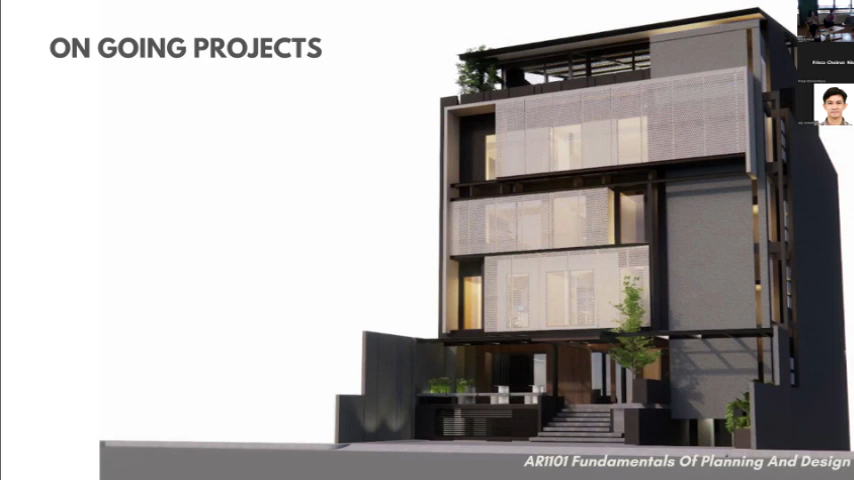 ON GOING PROJECTS
AR1101 Fundamentals Of Planning And Design